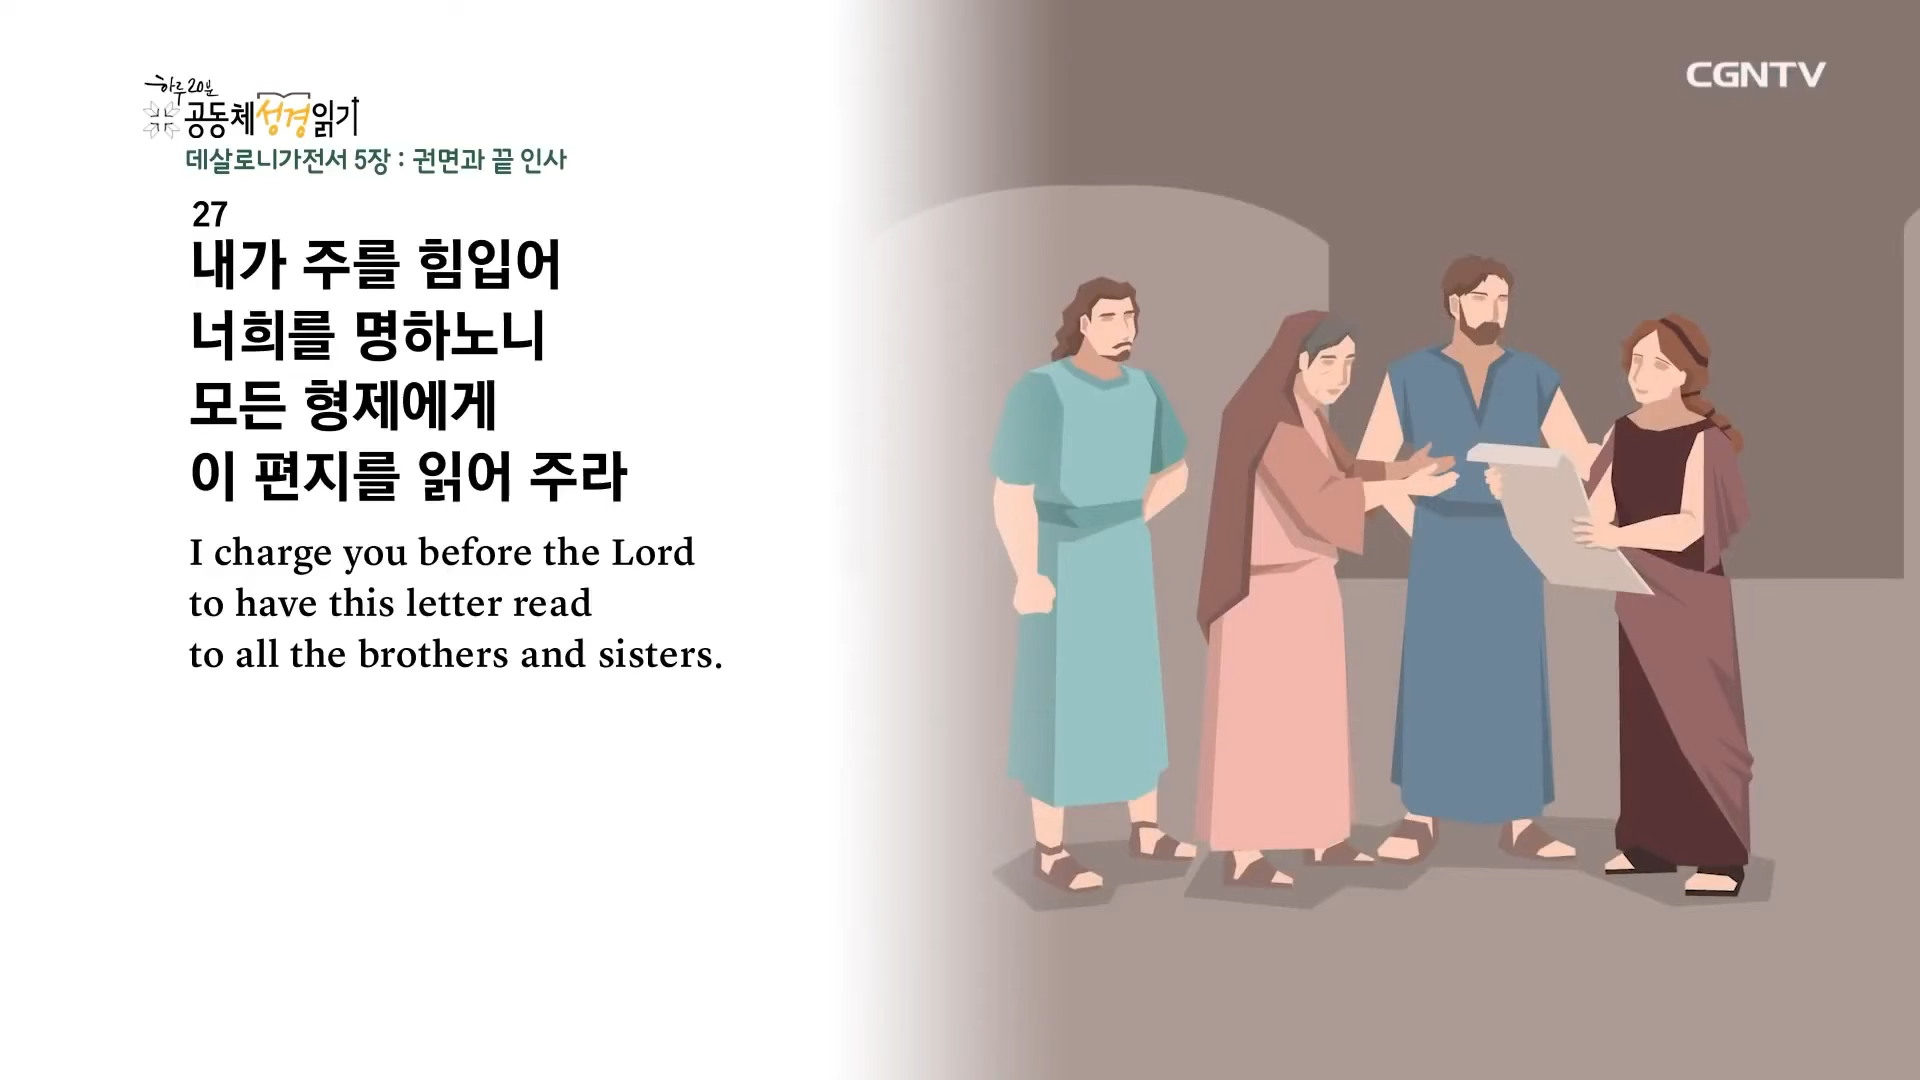 하루 20분
공동체성경읽기
CGNTV
데살로니가전서 5장 : 권면과 끝 인사
27
내가 주를 힘입어
너희를 명하노니
모든 형제에게
이 편지를 읽어 주라
I charge you before the Lord
to have this letter read
to all the brothers and sisters.